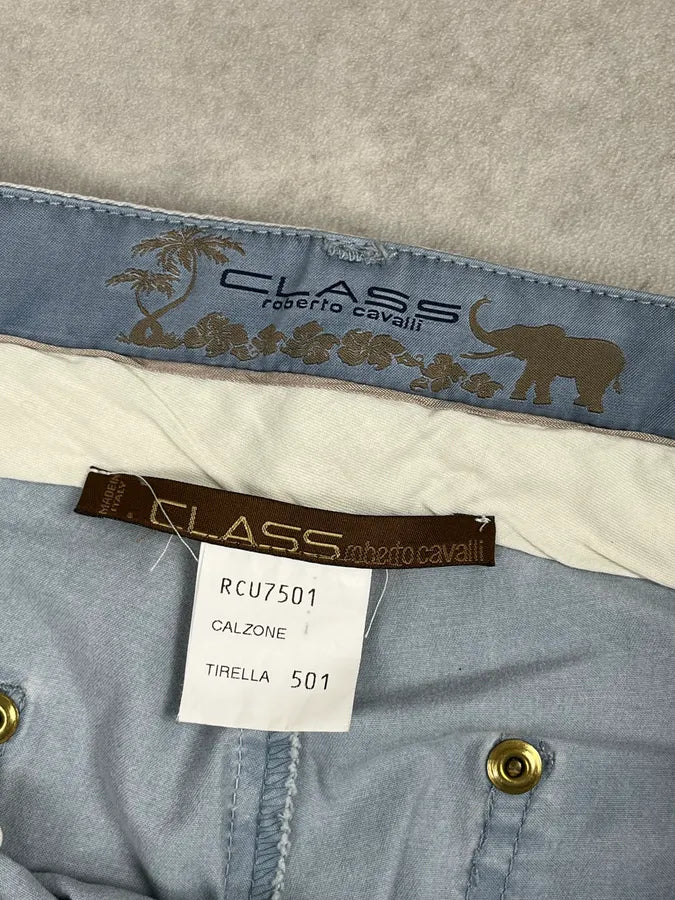 CLASS
roberto cavalli
MADE IN
ITALY
CLASS roberto cavalli
RCU7501
CALZONE
TIRELLA 501